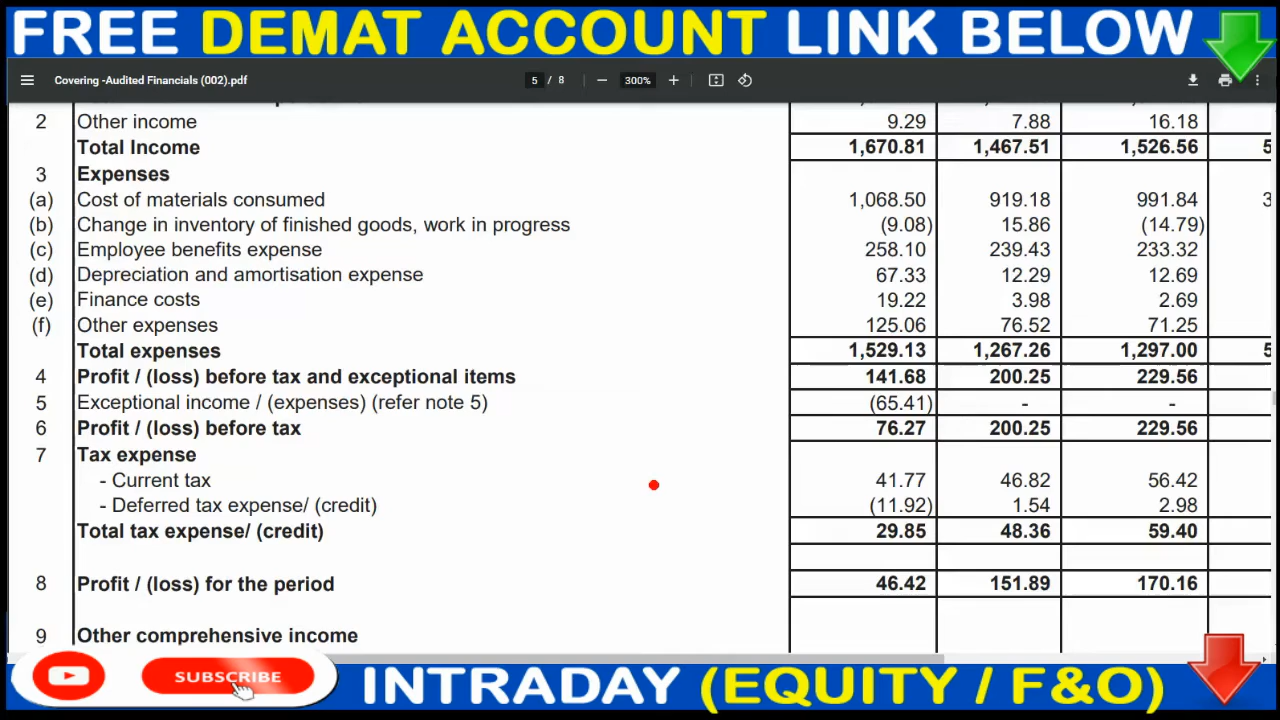 FREE DEMAT ACCOUNT LINK BELOW
Covering -Audited Financials (002).pdf 5 / 8 300%
2 Other income 9.29 7.88 16.18
Total Income 1,670.81 1,467.51 1,526.56 5
3 Expenses
(a) Cost of materials consumed 1,068.50 919.18 991.84 3
(b) Change in inventory of finished goods, work in progress (9.08) 15.86 (14.79)
(c) Employee benefits expense 258.10 239.43 233.32
(d) Depreciation and amortisation expense 67.33 12.29 12.69
(e) Finance costs 19.22 3.98 2.69
(f) Other expenses 125.06 76.52 71.25
Total expenses 1,529.13 1,267.26 1,297.00 5
4 Profit / (loss) before tax and exceptional items 141.68 200.25 229.56
5 Exceptional income / (expenses) (refer note 5) (65.41) - -
6 Profit / (loss) before tax 76.27 200.25 229.56
7 Tax expense
- Current tax 41.77 46.82 56.42
- Deferred tax expense/ (credit) (11.92) 1.54 2.98
Total tax expense/ (credit) 29.85 48.36 59.40
8 Profit / (loss) for the period 46.42 151.89 170.16
9 Other comprehensive income
SUBSCRIBE
INTRADAY (EQUITY / F&O)